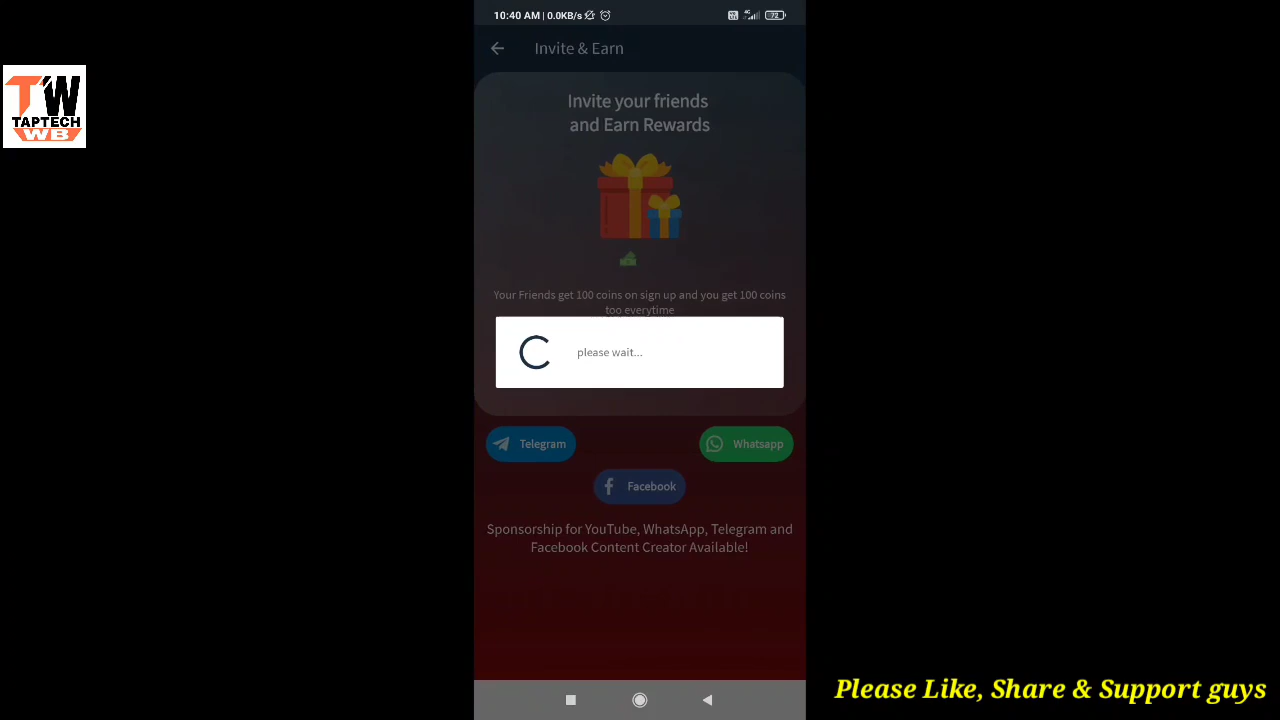 10:40 AM | 0.0KB/s
4G
72
Invite & Earn
TW
TAPTECH
WB
Invite your friends
and Earn Rewards
Your Friends get 100 coins on sign up and you get 100 coins
too everytime
please wait...
Telegram
Whatsapp
Facebook
Sponsorship for YouTube, WhatsApp, Telegram and
Facebook Content Creator Available!
Please Like, Share & Support guys